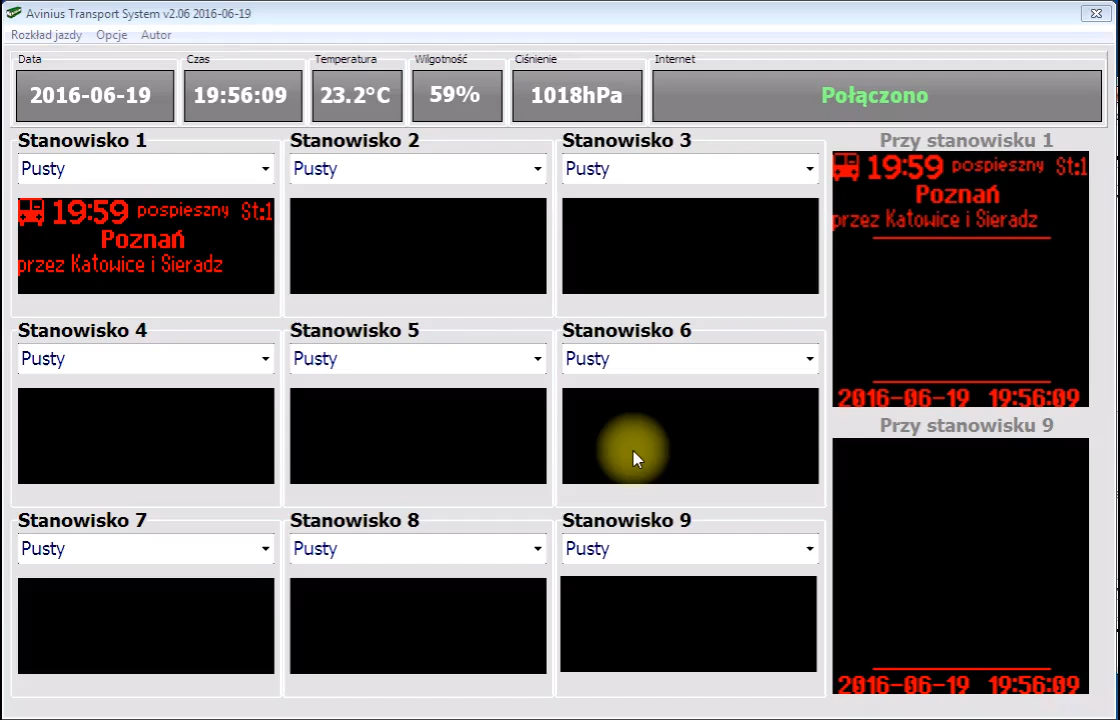 Avinius Transport System v2.06 2016-06-19
Rozkład jazdy Opcje Autor
Data Czas Temperatura Wilgotność Ciśnienie Internet
2016-06-19 19:56:09 23.2°C 59% 1018hPa Połączono
Stanowisko 1 Stanowisko 2 Stanowisko 3 Przy stanowisku 1
Pusty Pusty Pusty
19:59 pospieszny St:1
Poznań
przez Katowice i Sieradz
19:59 pospieszny St:1
Poznań
przez Katowice i Sieradz
Stanowisko 4 Stanowisko 5 Stanowisko 6
Pusty Pusty Pusty
2016-06-19 19:56:09
Przy stanowisku 9
Stanowisko 7 Stanowisko 8 Stanowisko 9
Pusty Pusty Pusty
2016-06-19 19:56:09